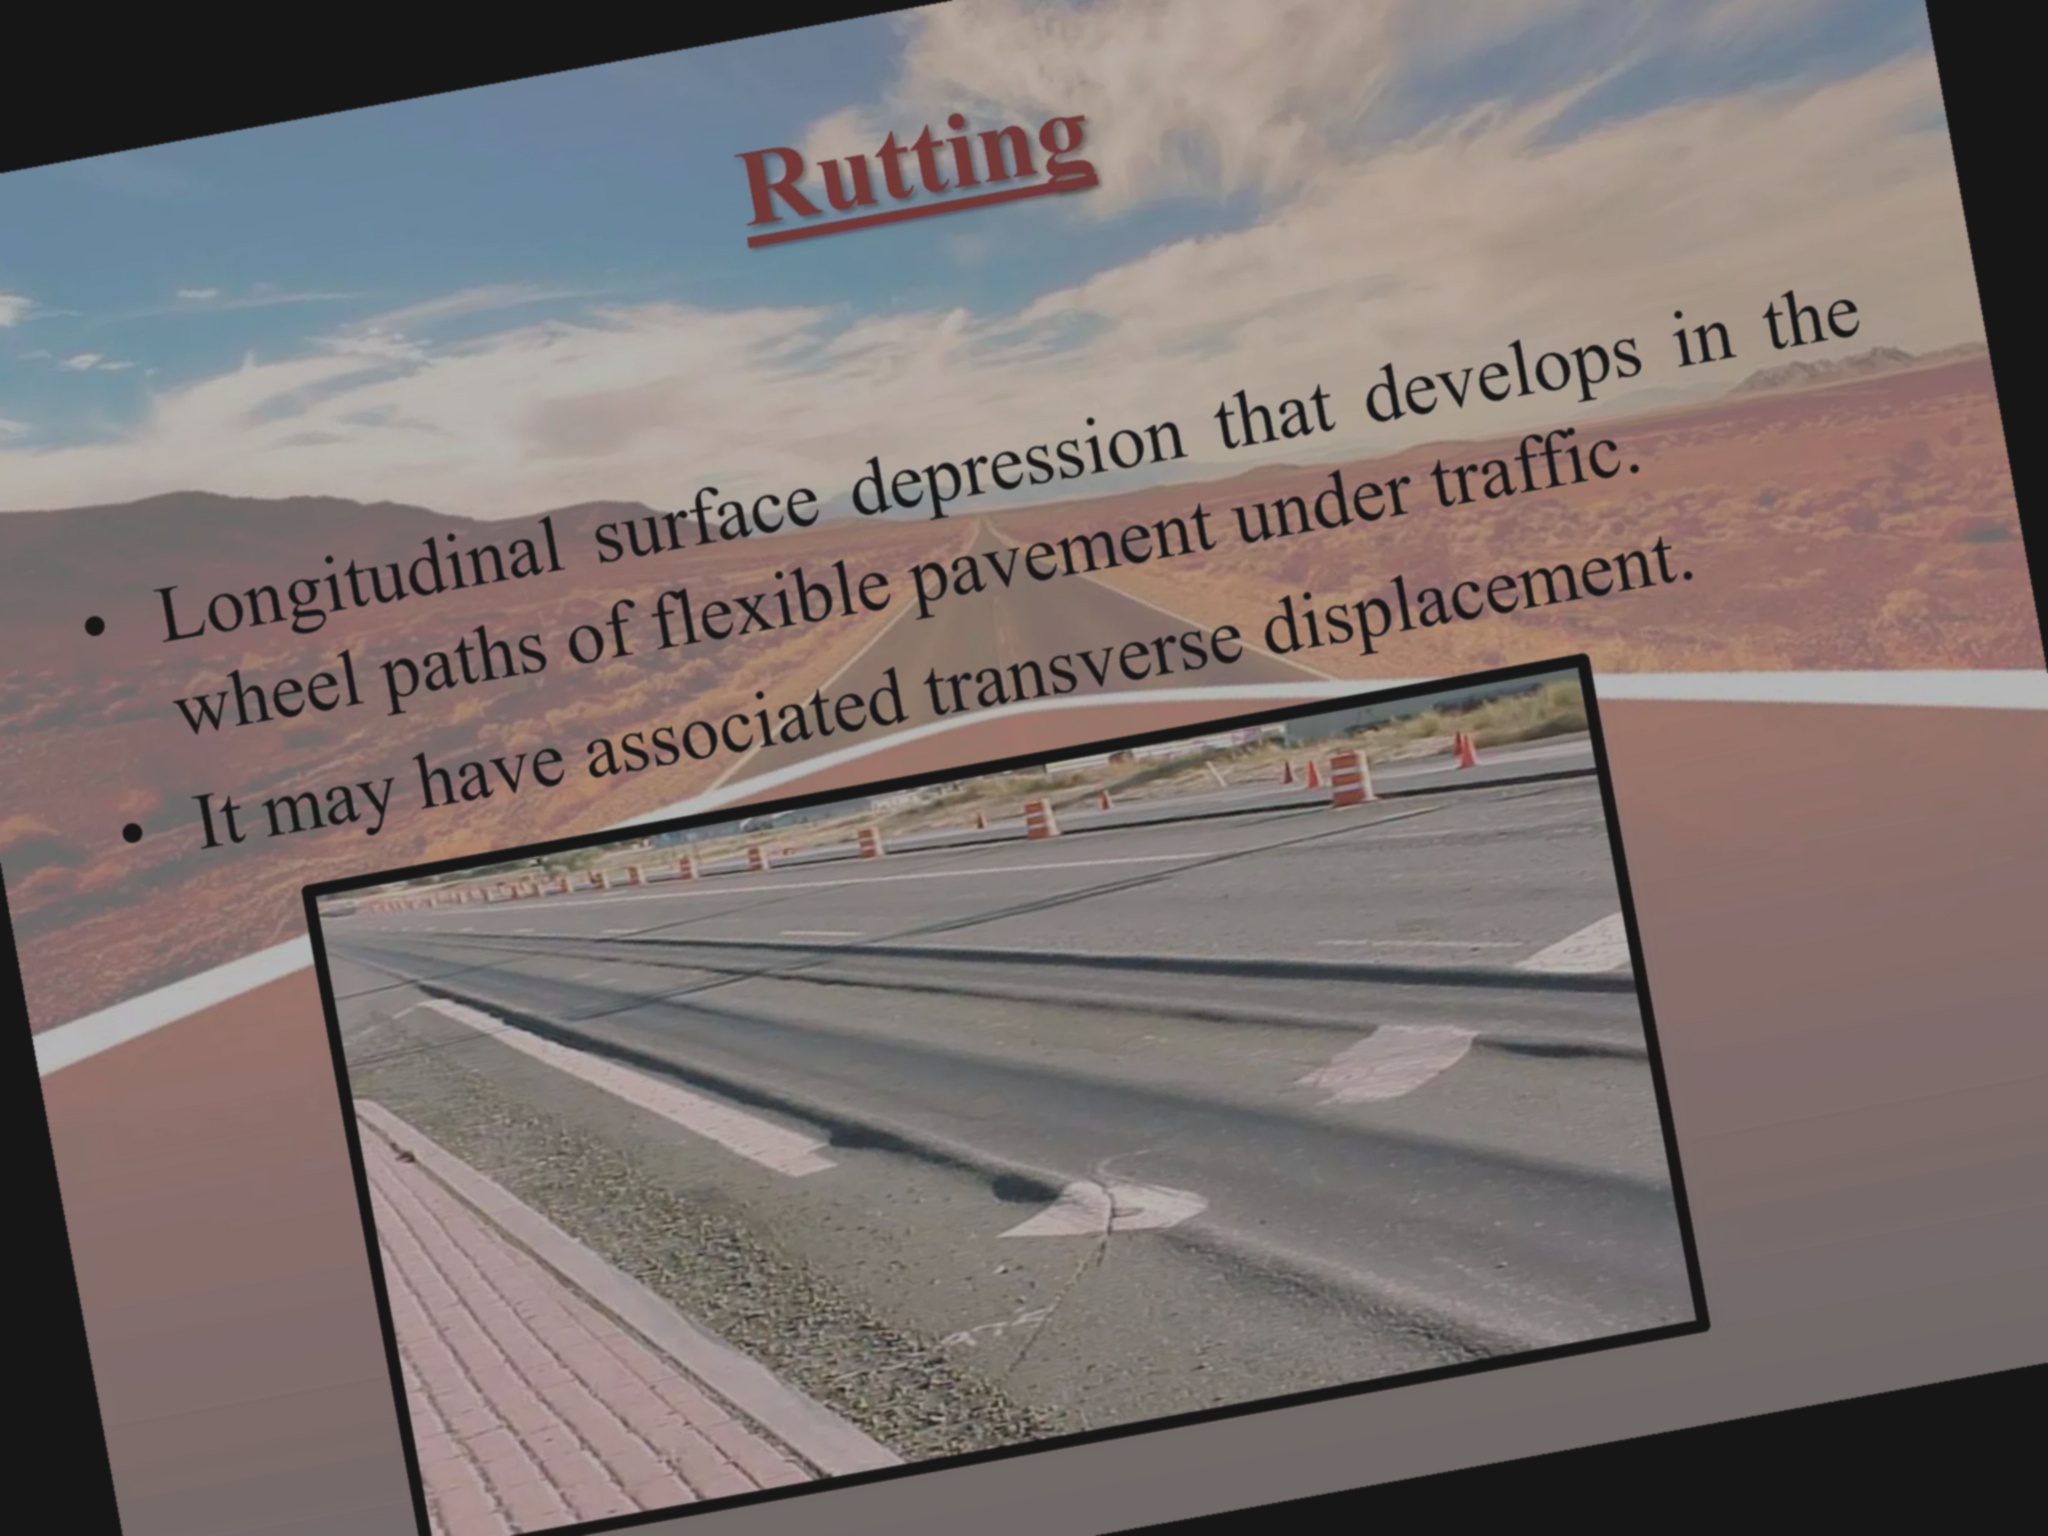 Rutting
• Longitudinal surface depression that develops in the
wheel paths of flexible pavement under traffic.
• It may have associated transverse displacement.